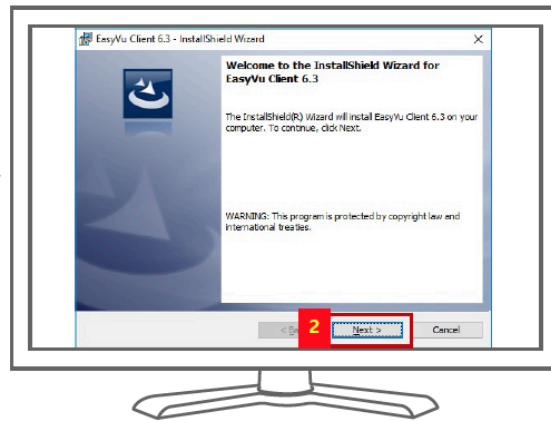 EasyVu Client 6.3 - InstallShield Wizard
Welcome to the InstallShield Wizard for
EasyVu Client 6.3
The InstallShield(R) Wizard will install EasyVu Client 6.3 on your
computer. To continue, click Next.
WARNING: This program is protected by copyright law and
international treaties.
2 Next > Cancel